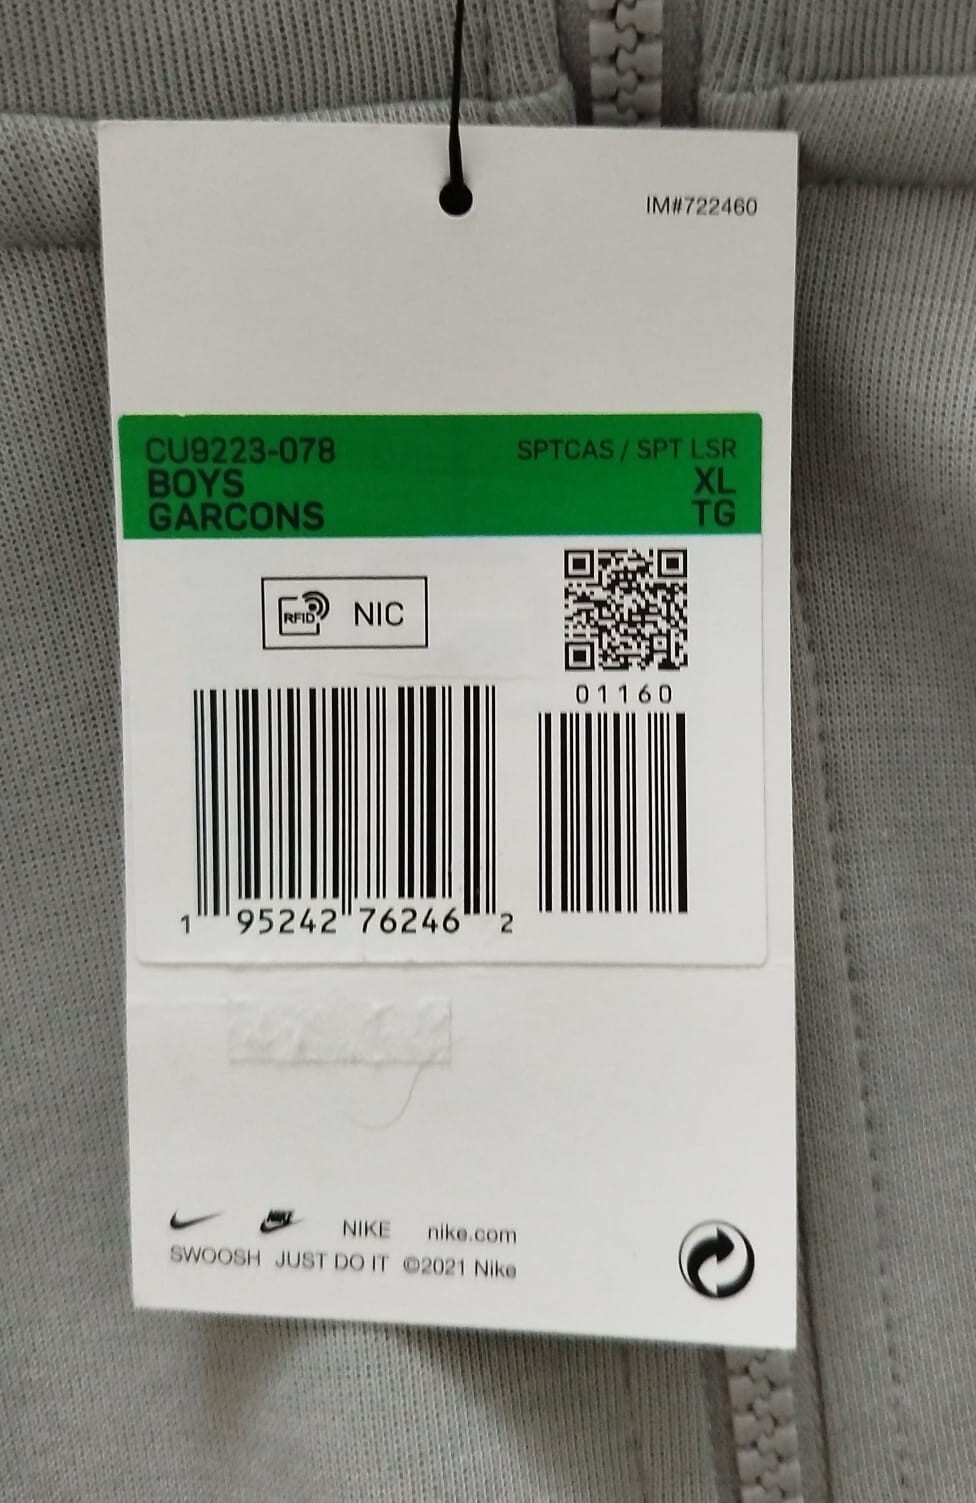 IM#722460
CU9223-078 SPTCAS / SPT LSR
BOYS XL
GARCONS TG
RFID NIC
01160
1 95242 76246 2
NIKE NIKE nike.com
SWOOSH JUST DO IT ©2021 Nike